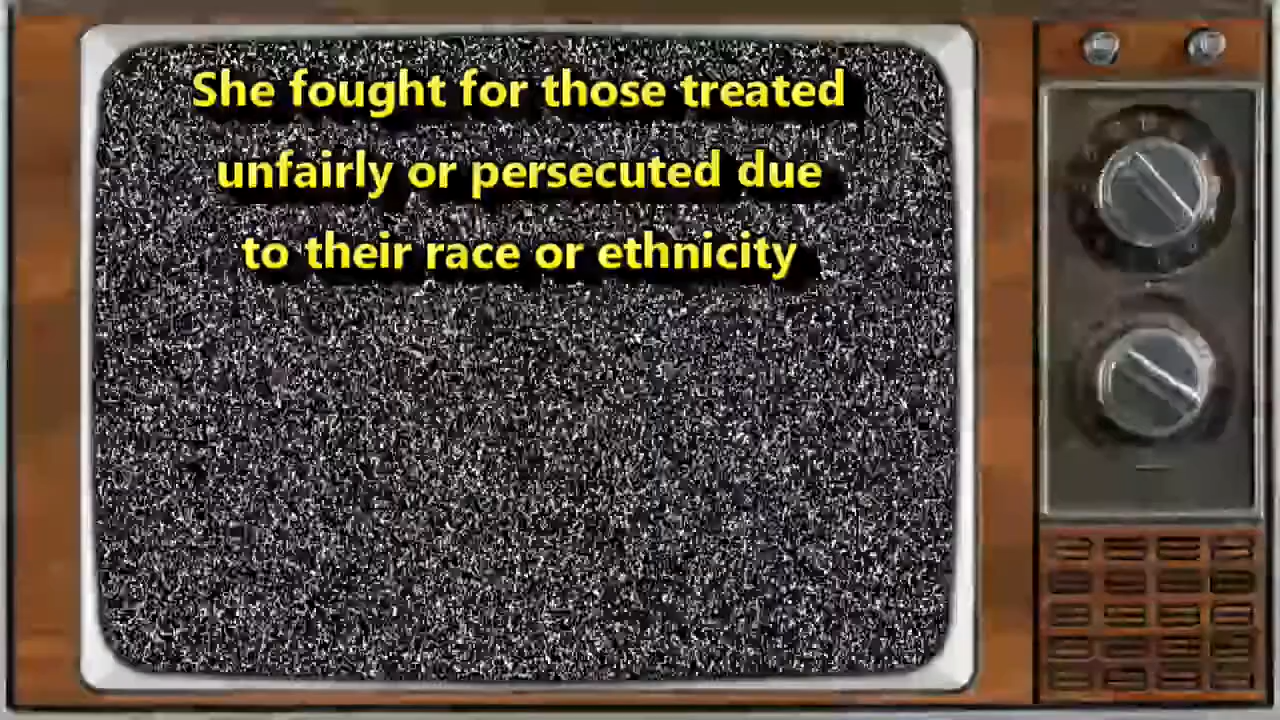 She fought for those treated
unfairly or persecuted due
to their race or ethnicity